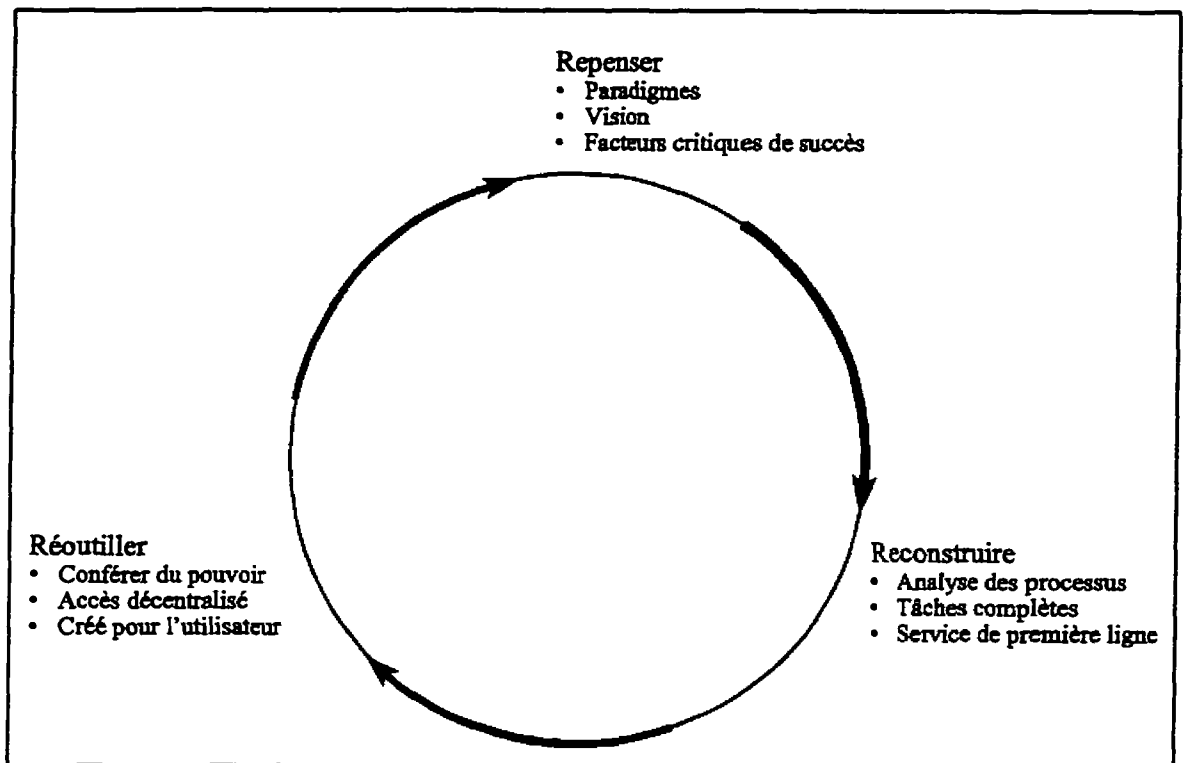 Repenser
• Paradigmes
• Vision
• Facteurs critiques de succès
Réoutiller
• Conférer du pouvoir
• Accès décentralisé
• Créé pour l'utilisateur
Reconstruire
• Analyse des processus
• Tâches complètes
• Service de première ligne